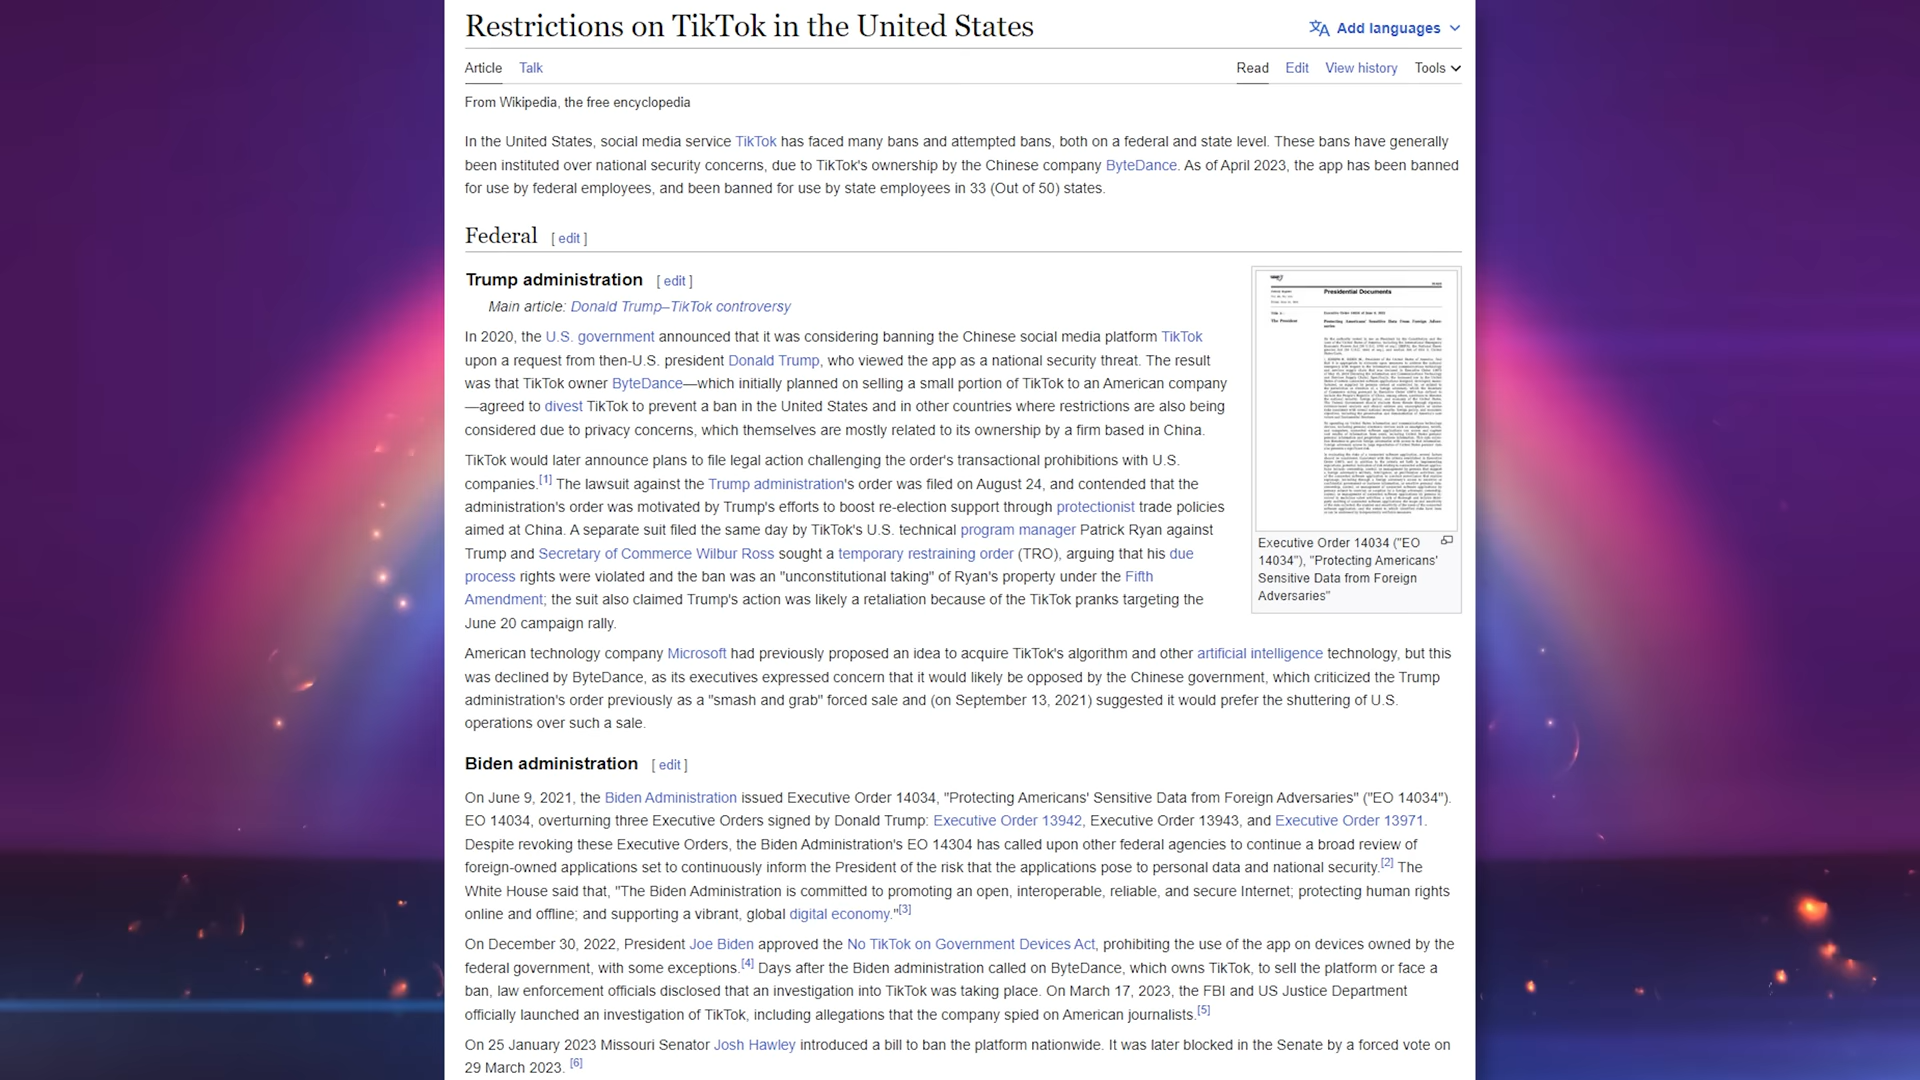 Restrictions on TikTok in the United States
Add languages
Article Talk
Read Edit View history Tools
From Wikipedia, the free encyclopedia
In the United States, social media service TikTok has faced many bans and attempted bans, both on a federal and state level. These bans have generally
been instituted over national security concerns, due to TikTok's ownership by the Chinese company ByteDance. As of April 2023, the app has been banned
for use by federal employees, and been banned for use by state employees in 33 (Out of 50) states.
Federal [ edit ]
Trump administration [ edit ]
Main article: Donald Trump–TikTok controversy
In 2020, the U.S. government announced that it was considering banning the Chinese social media platform TikTok
upon a request from then-U.S. president Donald Trump, who viewed the app as a national security threat. The result
was that TikTok owner ByteDance—which initially planned on selling a small portion of TikTok to an American company
—agreed to divest TikTok to prevent a ban in the United States and in other countries where restrictions are also being
considered due to privacy concerns, which themselves are mostly related to its ownership by a firm based in China.
TikTok would later announce plans to file legal action challenging the order's transactional prohibitions with U.S.
companies.[1] The lawsuit against the Trump administration's order was filed on August 24, and contended that the
administration's order was motivated by Trump's efforts to boost re-election support through protectionist trade policies
aimed at China. A separate suit filed the same day by TikTok's U.S. technical program manager Patrick Ryan against
Trump and Secretary of Commerce Wilbur Ross sought a temporary restraining order (TRO), arguing that his due
process rights were violated and the ban was an "unconstitutional taking" of Ryan's property under the Fifth
Amendment; the suit also claimed Trump's action was likely a retaliation because of the TikTok pranks targeting the
June 20 campaign rally.
Presidential Documents
Executive Order 14034 ("EO
14034"), "Protecting Americans'
Sensitive Data from Foreign
Adversaries"
American technology company Microsoft had previously proposed an idea to acquire TikTok's algorithm and other artificial intelligence technology, but this
was declined by ByteDance, as its executives expressed concern that it would likely be opposed by the Chinese government, which criticized the Trump
administration's order previously as a "smash and grab" forced sale and (on September 13, 2021) suggested it would prefer the shuttering of U.S.
operations over such a sale.
Biden administration [ edit ]
On June 9, 2021, the Biden Administration issued Executive Order 14034, "Protecting Americans' Sensitive Data from Foreign Adversaries" ("EO 14034").
EO 14034, overturning three Executive Orders signed by Donald Trump: Executive Order 13942, Executive Order 13943, and Executive Order 13971.
Despite revoking these Executive Orders, the Biden Administration's EO 14304 has called upon other federal agencies to continue a broad review of
foreign-owned applications set to continuously inform the President of the risk that the applications pose to personal data and national security.[2] The
White House said that, "The Biden Administration is committed to promoting an open, interoperable, reliable, and secure Internet; protecting human rights
online and offline; and supporting a vibrant, global digital economy."[3]
On December 30, 2022, President Joe Biden approved the No TikTok on Government Devices Act, prohibiting the use of the app on devices owned by the
federal government, with some exceptions.[4] Days after the Biden administration called on ByteDance, which owns TikTok, to sell the platform or face a
ban, law enforcement officials disclosed that an investigation into TikTok was taking place. On March 17, 2023, the FBI and US Justice Department
officially launched an investigation of TikTok, including allegations that the company spied on American journalists.[5]
On 25 January 2023 Missouri Senator Josh Hawley introduced a bill to ban the platform nationwide. It was later blocked in the Senate by a forced vote on
29 March 2023. [6]